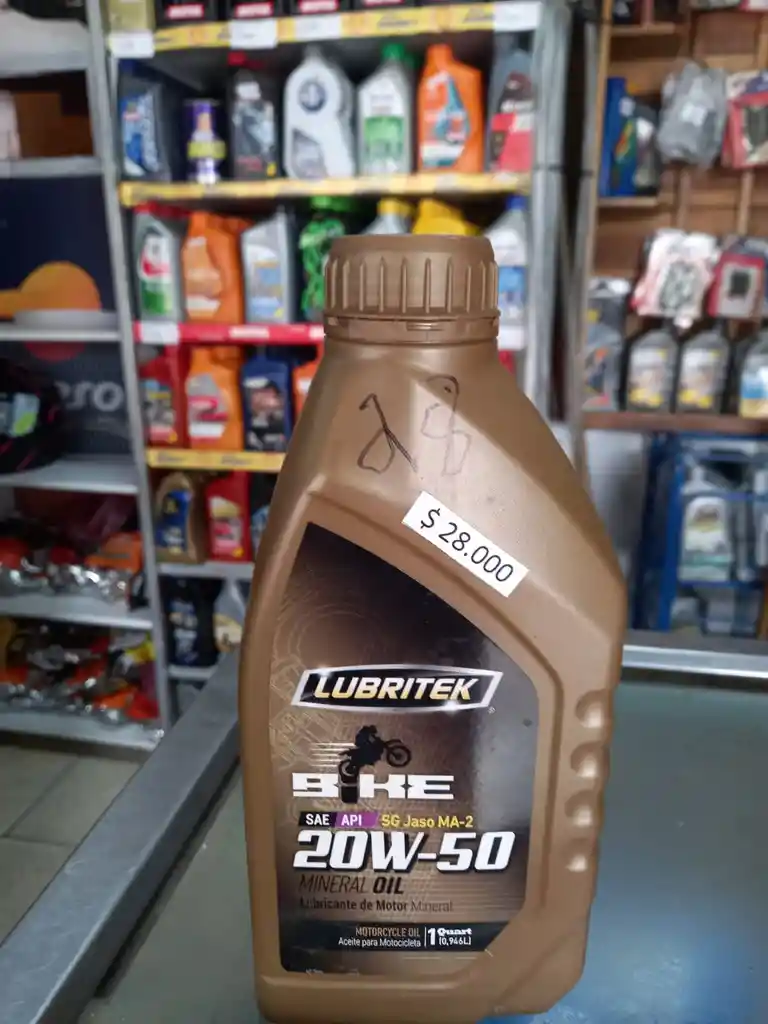 28
$ 28.000
LUBRITEK
BIKE
SAE API SG Jaso MA-2
20W-50
MINERAL OIL
Lubricante de Motor Mineral
MOTORCYCLE OIL
Aceite para Motocicleta
1 Quart
(0,946L)